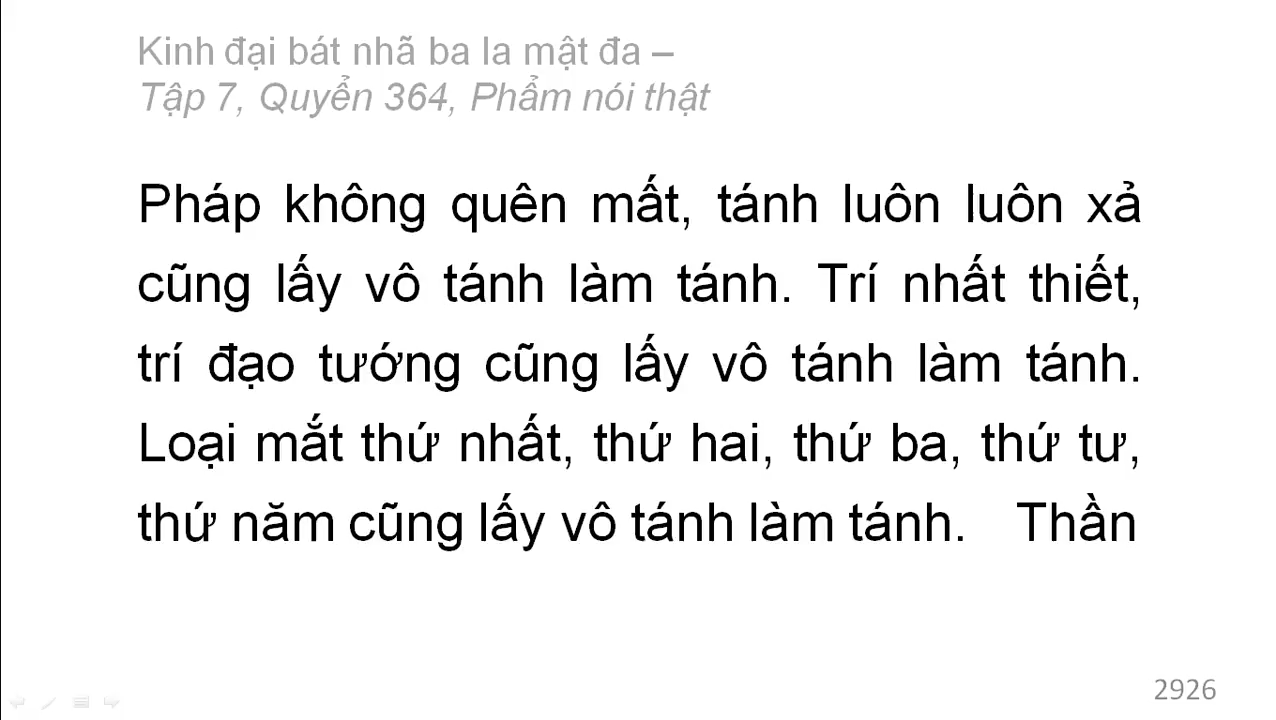 Kinh đại bát nhã ba la mật đa –
Tập 7, Quyển 364, Phẩm nói thật
Pháp không quên mất, tánh luôn luôn xả
cũng lấy vô tánh làm tánh. Trí nhất thiết,
trí đạo tướng cũng lấy vô tánh làm tánh.
Loại mắt thứ nhất, thứ hai, thứ ba, thứ tư,
thứ năm cũng lấy vô tánh làm tánh. Thần
2926